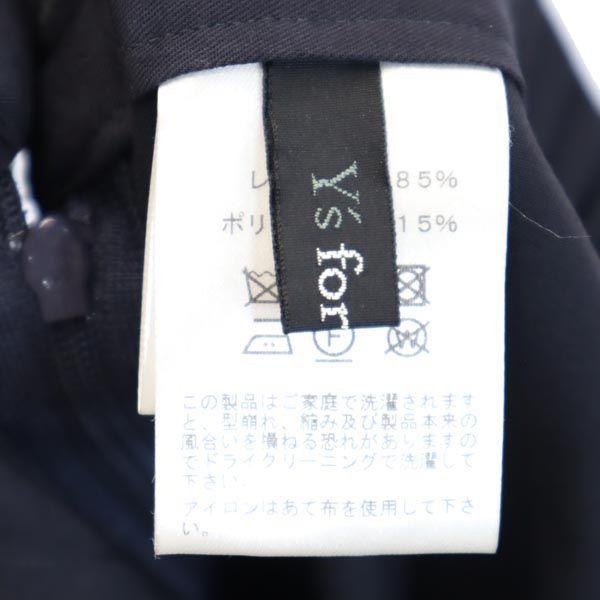 レ 85%
ポリ 15%
Y's for
この製品はご家庭で洗濯されます
と、型崩れ、縮み及び製品本来の
風合いを損ねる恐れがありますの
でドライクリーニングで洗濯して
下さい。
アイロンはあて布を使用して下さ
い。